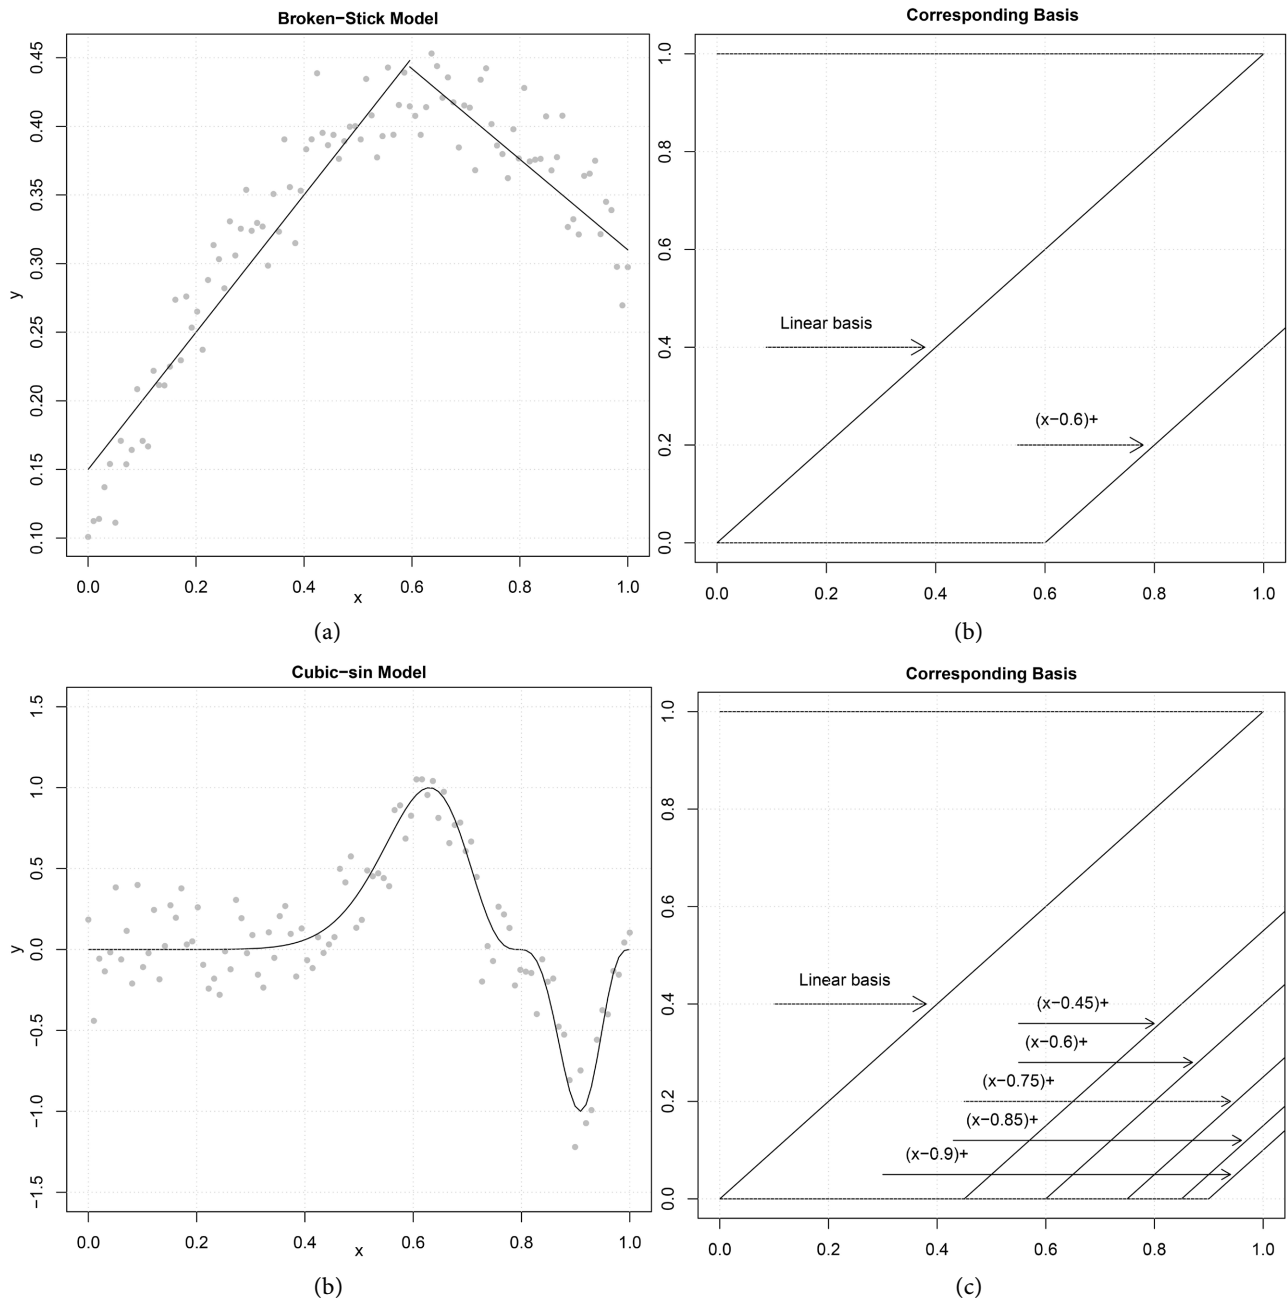 Broken−Stick Model
0.45
0.40
0.35
0.30
0.25
0.20
0.15
0.10
y
0.0 0.2 0.4 0.6 0.8 1.0
x
(a)
Corresponding Basis
1.0
0.8
0.6
0.4
0.2
0.0
Linear basis
(x−0.6)+
0.0 0.2 0.4 0.6 0.8 1.0
(b)
Cubic−sin Model
1.5
1.0
0.5
0.0
−0.5
−1.0
−1.5
y
0.0 0.2 0.4 0.6 0.8 1.0
x
(b)
Corresponding Basis
1.0
0.8
0.6
0.4
0.2
0.0
Linear basis
(x−0.45)+
(x−0.6)+
(x−0.75)+
(x−0.85)+
(x−0.9)+
0.0 0.2 0.4 0.6 0.8 1.0
(c)